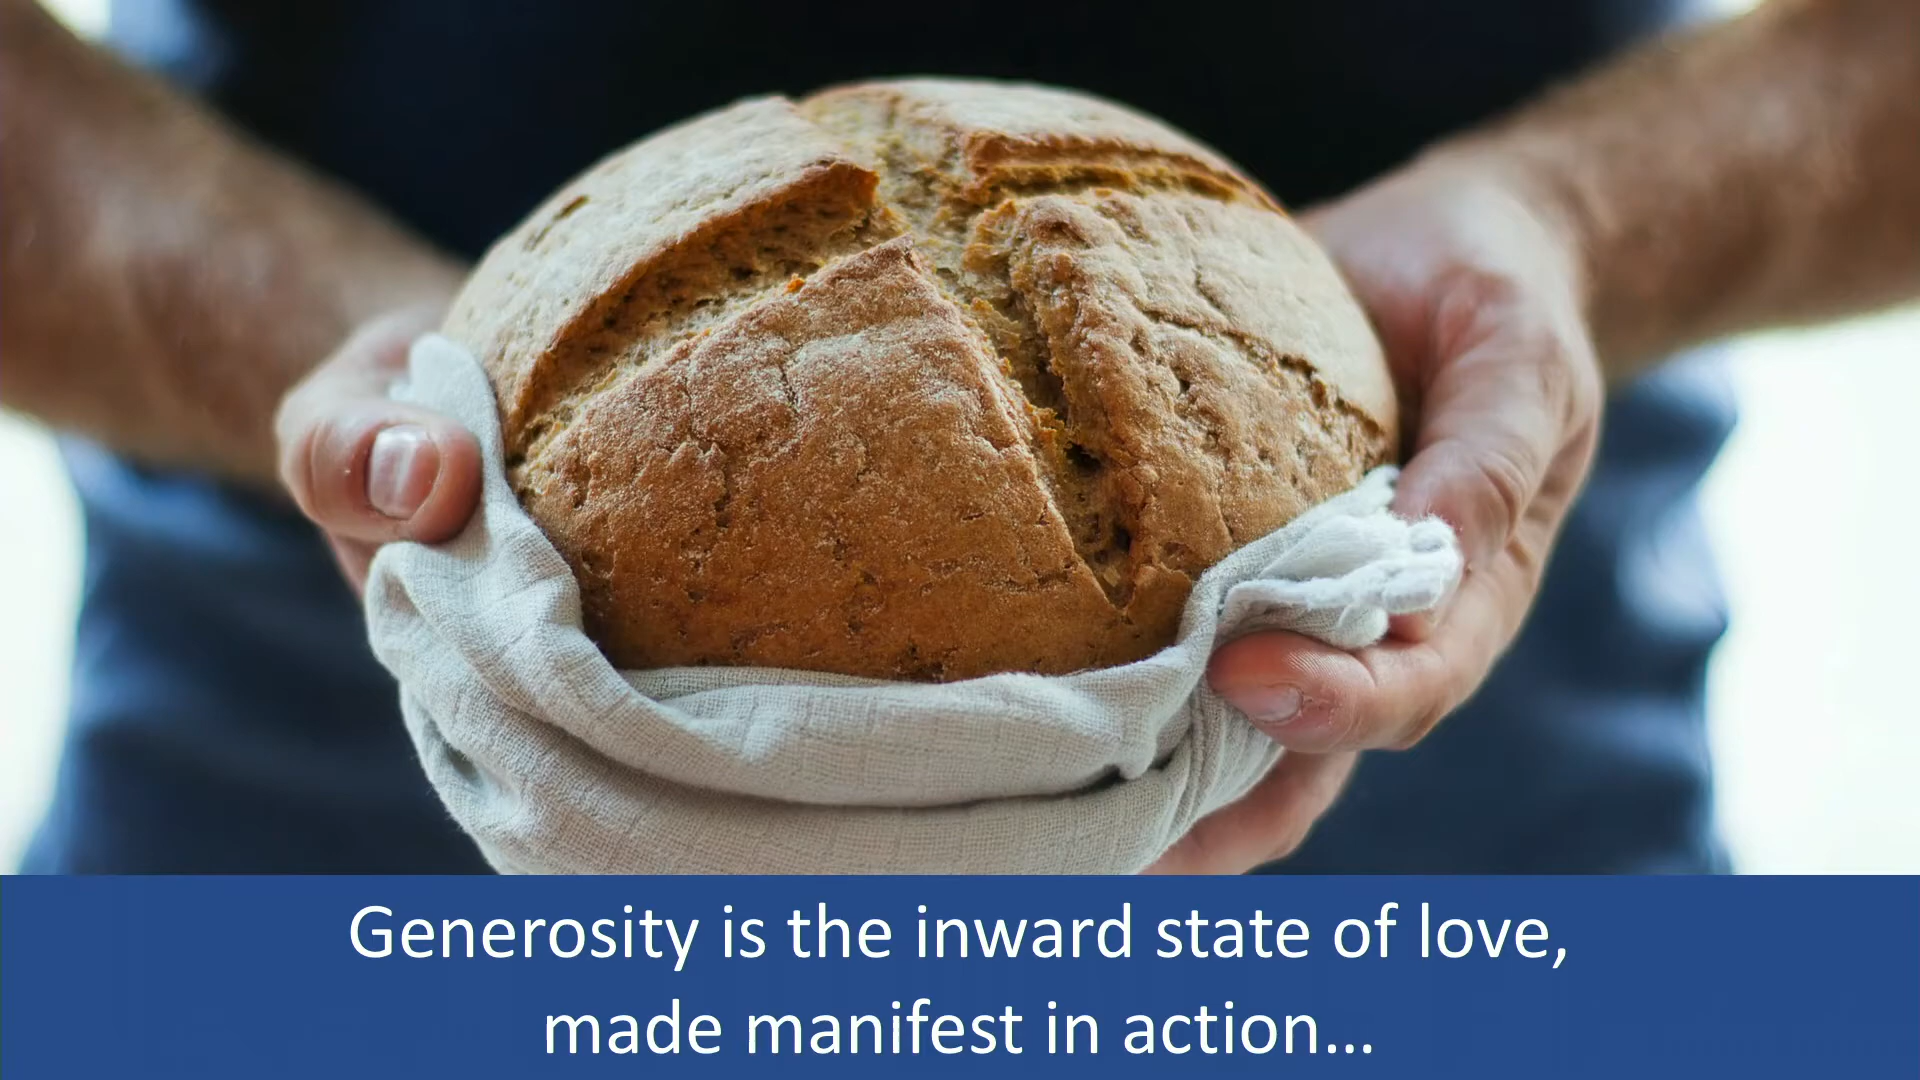 Generosity is the inward state of love,
made manifest in action…